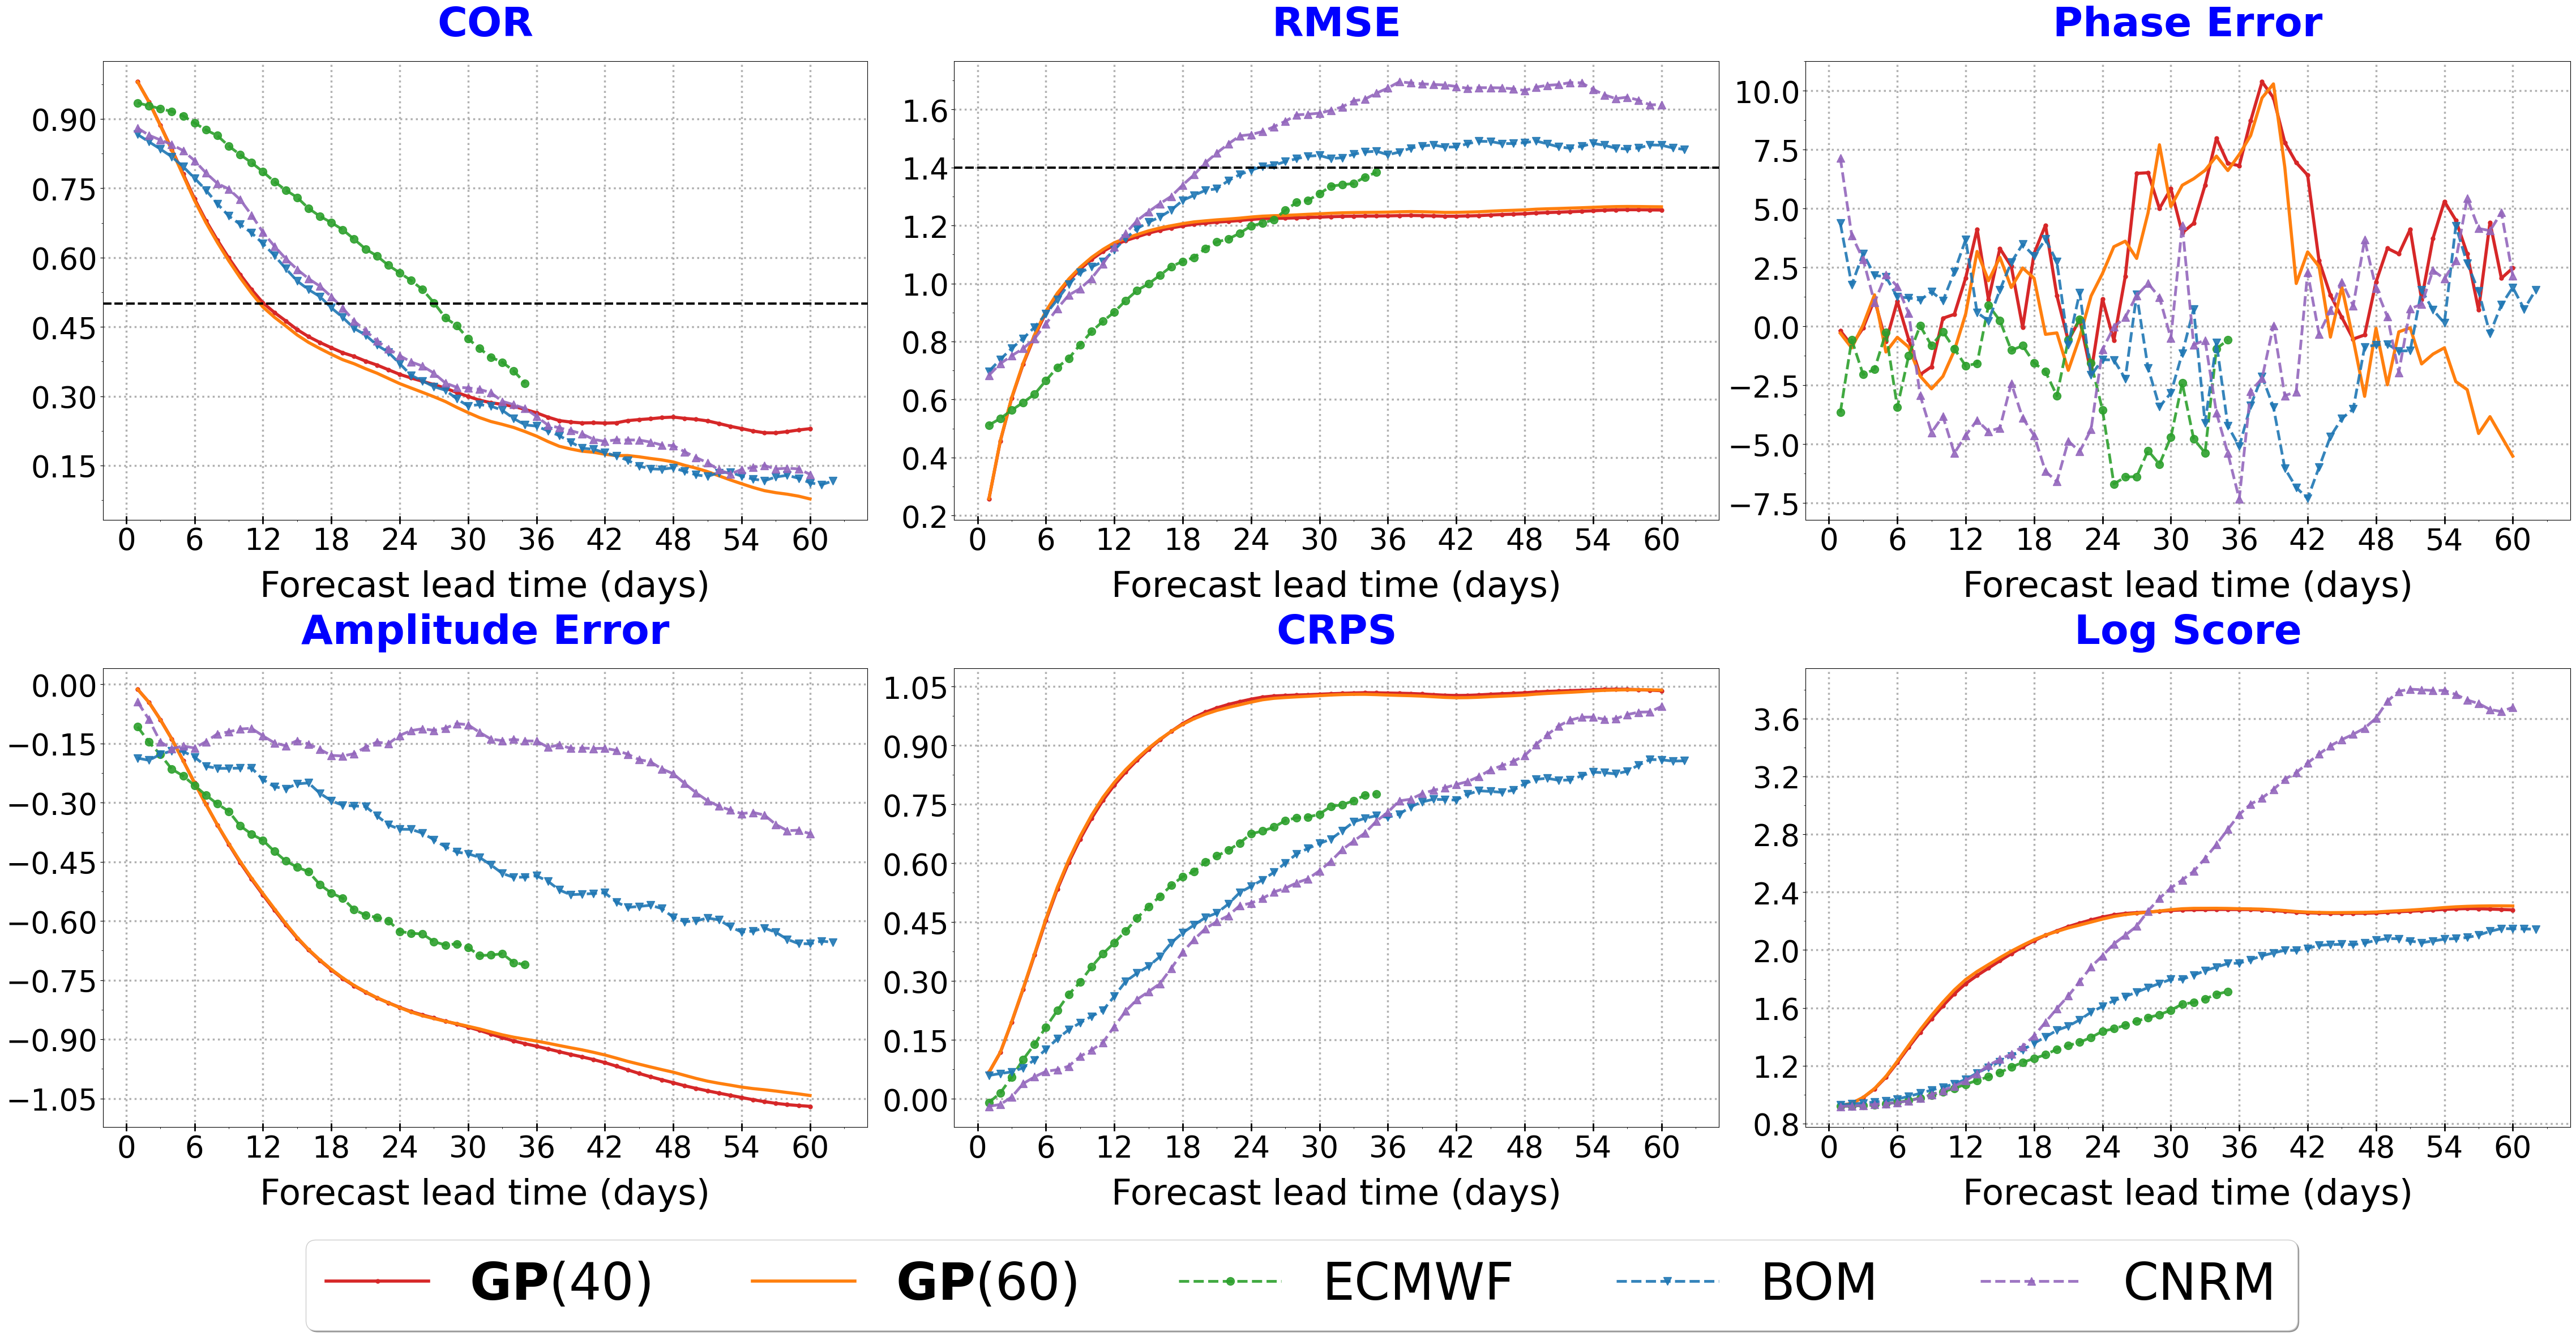 COR
RMSE
Phase Error
0.90
0.75
0.60
0.45
0.30
0.15
0 6 12 18 24 30 36 42 48 54 60
Forecast lead time (days)
1.6
1.4
1.2
1.0
0.8
0.6
0.4
0.2
0 6 12 18 24 30 36 42 48 54 60
Forecast lead time (days)
10.0
7.5
5.0
2.5
0.0
−2.5
−5.0
−7.5
0 6 12 18 24 30 36 42 48 54 60
Forecast lead time (days)
Amplitude Error
CRPS
Log Score
0.00
−0.15
−0.30
−0.45
−0.60
−0.75
−0.90
−1.05
0 6 12 18 24 30 36 42 48 54 60
Forecast lead time (days)
1.05
0.90
0.75
0.60
0.45
0.30
0.15
0.00
0 6 12 18 24 30 36 42 48 54 60
Forecast lead time (days)
3.6
3.2
2.8
2.4
2.0
1.6
1.2
0.8
0 6 12 18 24 30 36 42 48 54 60
Forecast lead time (days)
GP(40) GP(60) ECMWF BOM CNRM